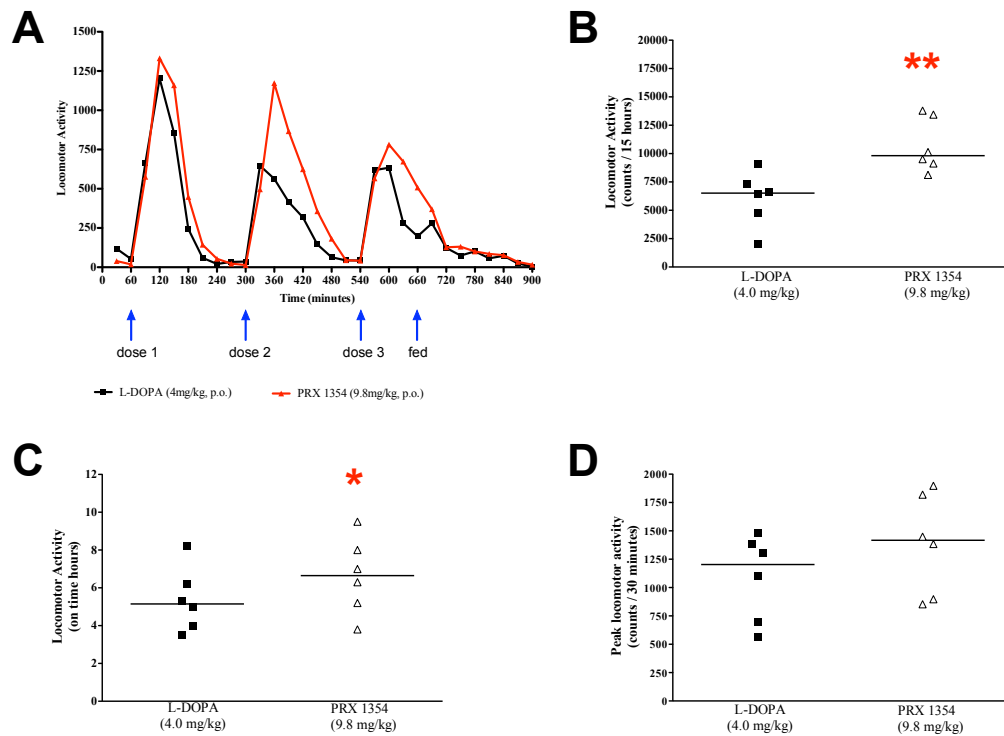 A
1500
1250
1000
750
500
250
0
Locomotor Activity
0 60 120 180 240 300 360 420 480 540 600 660 720 780 840 900
Time (minutes)
dose 1 dose 2 dose 3 fed
L-DOPA (4mg/kg, p.o.) PRX 1354 (9.8mg/kg, p.o.)
B
20000
17500
15000
12500
10000
7500
5000
2500
0
Locomotor Activity
(counts / 15 hours)
**
L-DOPA PRX 1354
(4.0 mg/kg) (9.8 mg/kg)
C
12
10
8
6
4
2
0
Locomotor Activity
(on time hours)
*
L-DOPA PRX 1354
(4.0 mg/kg) (9.8 mg/kg)
D
2000
1750
1500
1250
1000
750
500
250
0
Peak locomotor activity
(counts / 30 minutes)
L-DOPA PRX 1354
(4.0 mg/kg) (9.8 mg/kg)